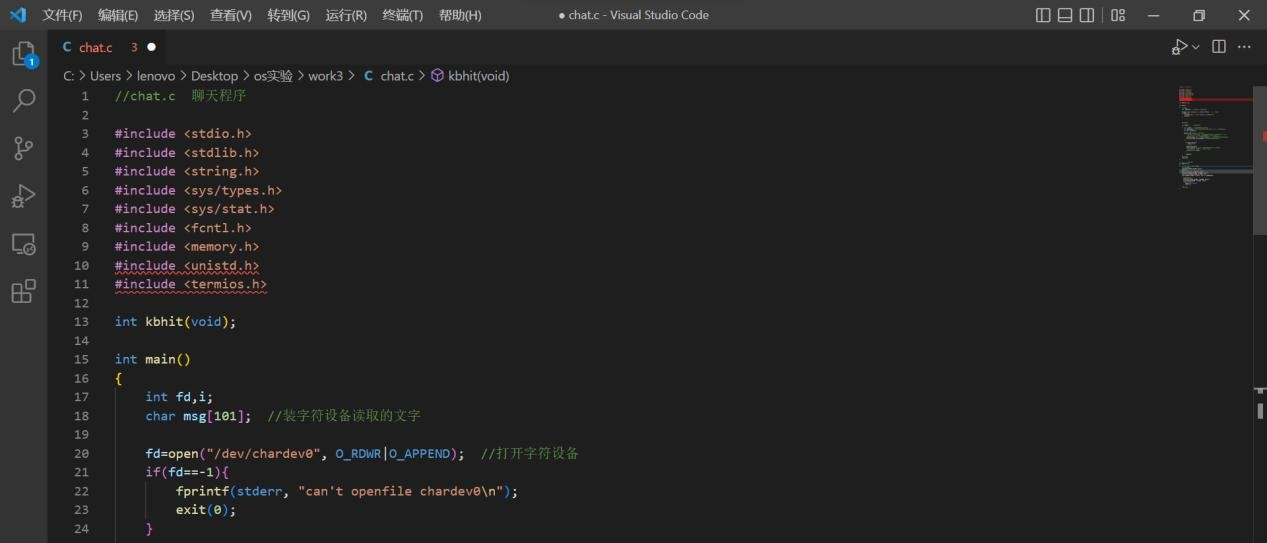 文件(F) 编辑(E) 选择(S) 查看(V) 转到(G) 运行(R) 终端(T) 帮助(H) ● chat.c - Visual Studio Code
C chat.c 3 ●
1
C: > Users > lenovo > Desktop > os实验 > work3 > C chat.c > kbhit(void)
1 //chat.c 聊天程序
2
3 #include <stdio.h>
4 #include <stdlib.h>
5 #include <string.h>
6 #include <sys/types.h>
7 #include <sys/stat.h>
8 #include <fcntl.h>
9 #include <memory.h>
10 #include <unistd.h>
11 #include <termios.h>
12
13 int kbhit(void);
14
15 int main()
16 {
17 int fd,i;
18 char msg[101]; //装字符设备读取的文字
19
20 fd=open("/dev/chardev0", O_RDWR|O_APPEND); //打开字符设备
21 if(fd==-1){
22 fprintf(stderr, "can't openfile chardev0\n");
23 exit(0);
24 }